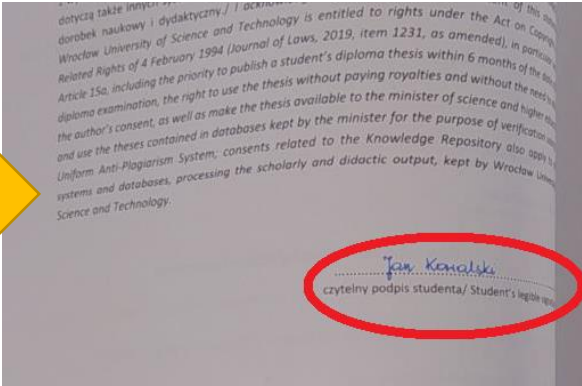 dotyczą także innych
dorobek naukowy i dydaktyczny./ I acknow of this
Wrocław University of Science and Technology is entitled to rights under the Act on Copyr
Related Rights of 4 February 1994 (Journal of Laws, 2019, item 1231, as amended), in particular
Article 15a, including the priority to publish a student's diploma thesis within 6 months of the date
diploma examination, the right to use the thesis without paying royalties and without the need
the author's consent, as well as make the thesis available to the minister of science and higher
and use the theses contained in databases kept by the minister for the purpose of verification
Uniform Anti-Plagiarism System; consents related to the Knowledge Repository also apply
systems and databases, processing the scholarly and didactic output, kept by Wrocław Unive
Science and Technology.
Jan Kowalski
czytelny podpis studenta/ Student's legible